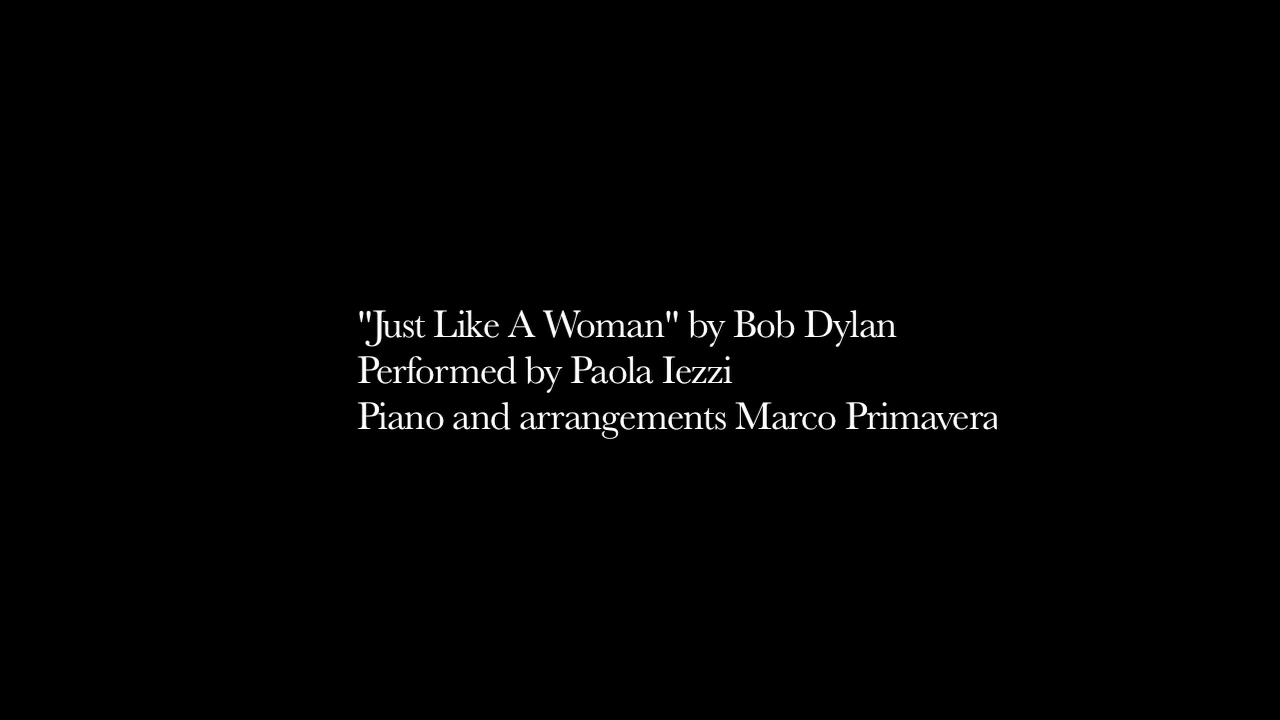 "Just Like A Woman" by Bob Dylan
Performed by Paola Iezzi
Piano and arrangements Marco Primavera